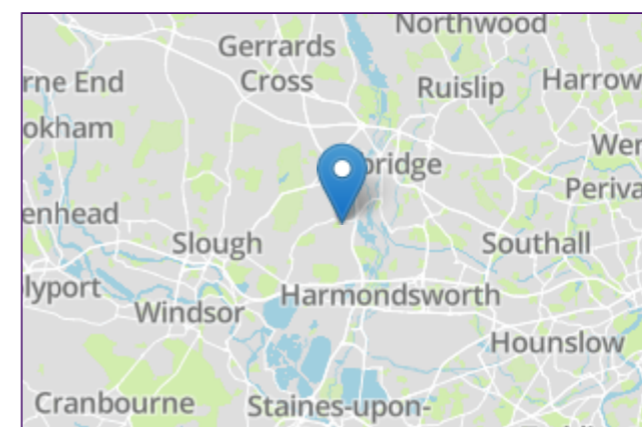 Northwood
Gerrards
Cross
rne End
Ruislip
Harrow
okham
Wer
bridge
Periva
enhead
Slough
Southall
lyport
Harmondsworth
Windsor
Hounslow
Cranbourne
Staines-upon-